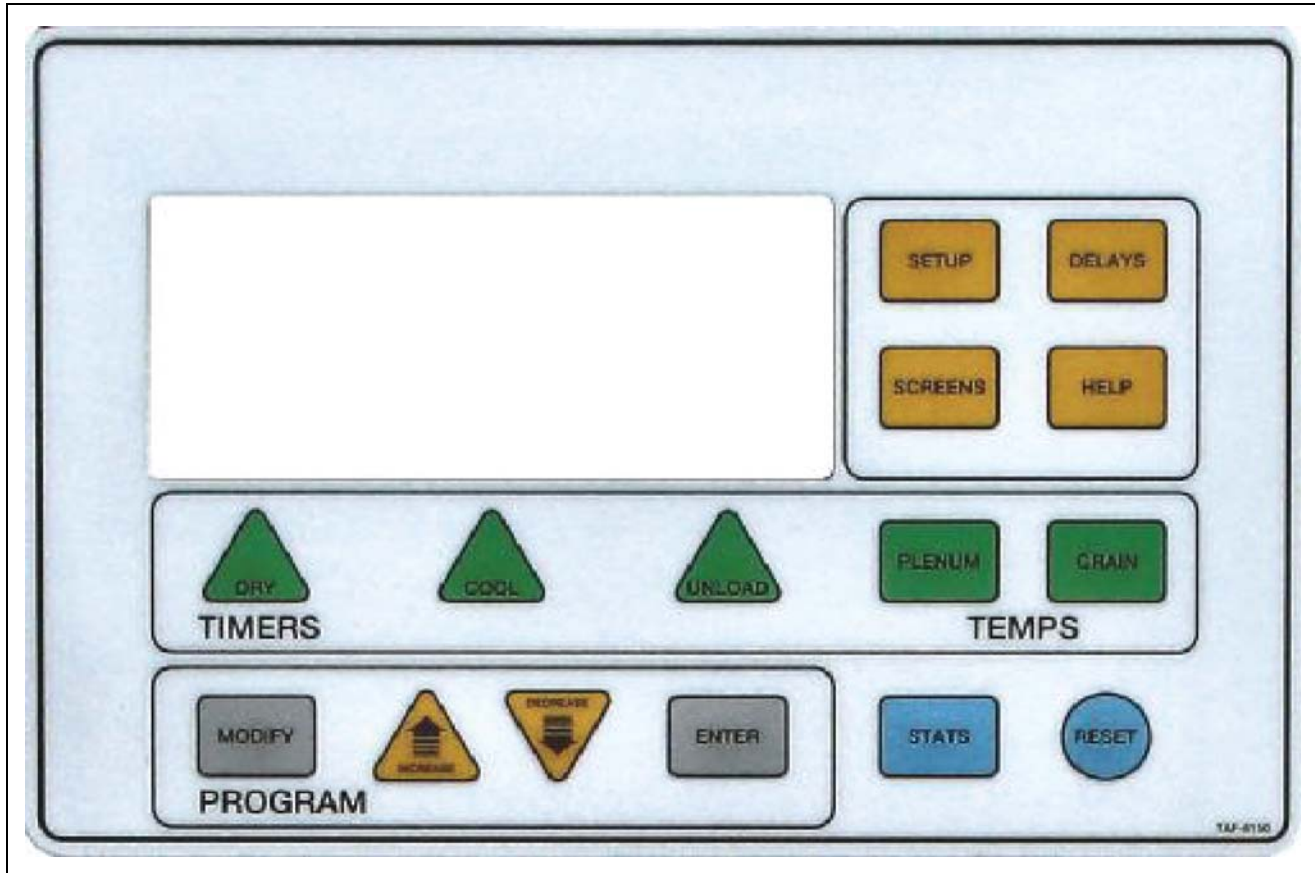 SETUP DELAYS
SCREENS HELP
DRY COOL UNLOAD PLENUM GRAIN
TIMERS TEMPS
MODIFY INCREASE DECREASE ENTER STATS RESET
PROGRAM